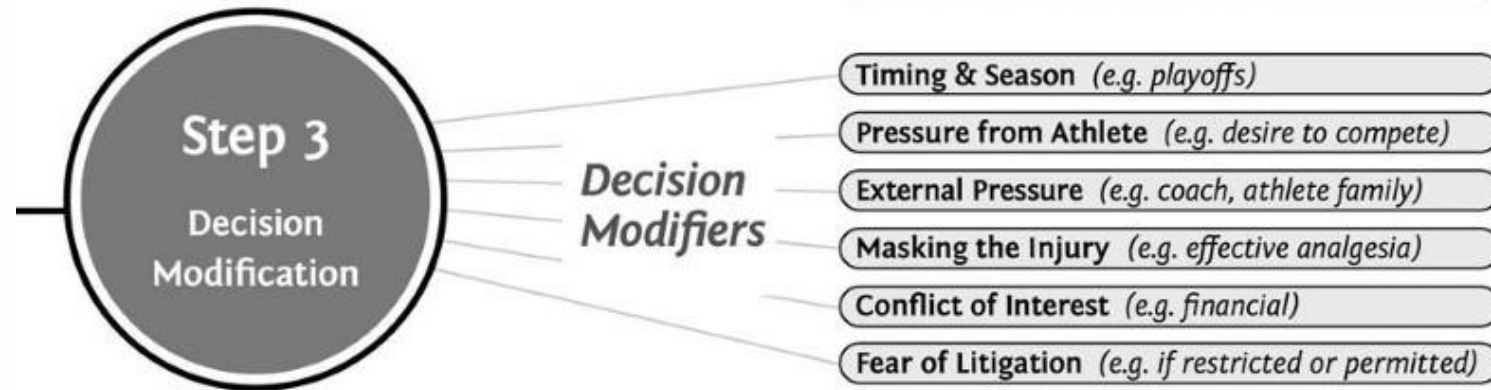 Step 3
Decision
Modification
Decision
Modifiers
Timing & Season (e.g. playoffs)
Pressure from Athlete (e.g. desire to compete)
External Pressure (e.g. coach, athlete family)
Masking the Injury (e.g. effective analgesia)
Conflict of Interest (e.g. financial)
Fear of Litigation (e.g. if restricted or permitted)